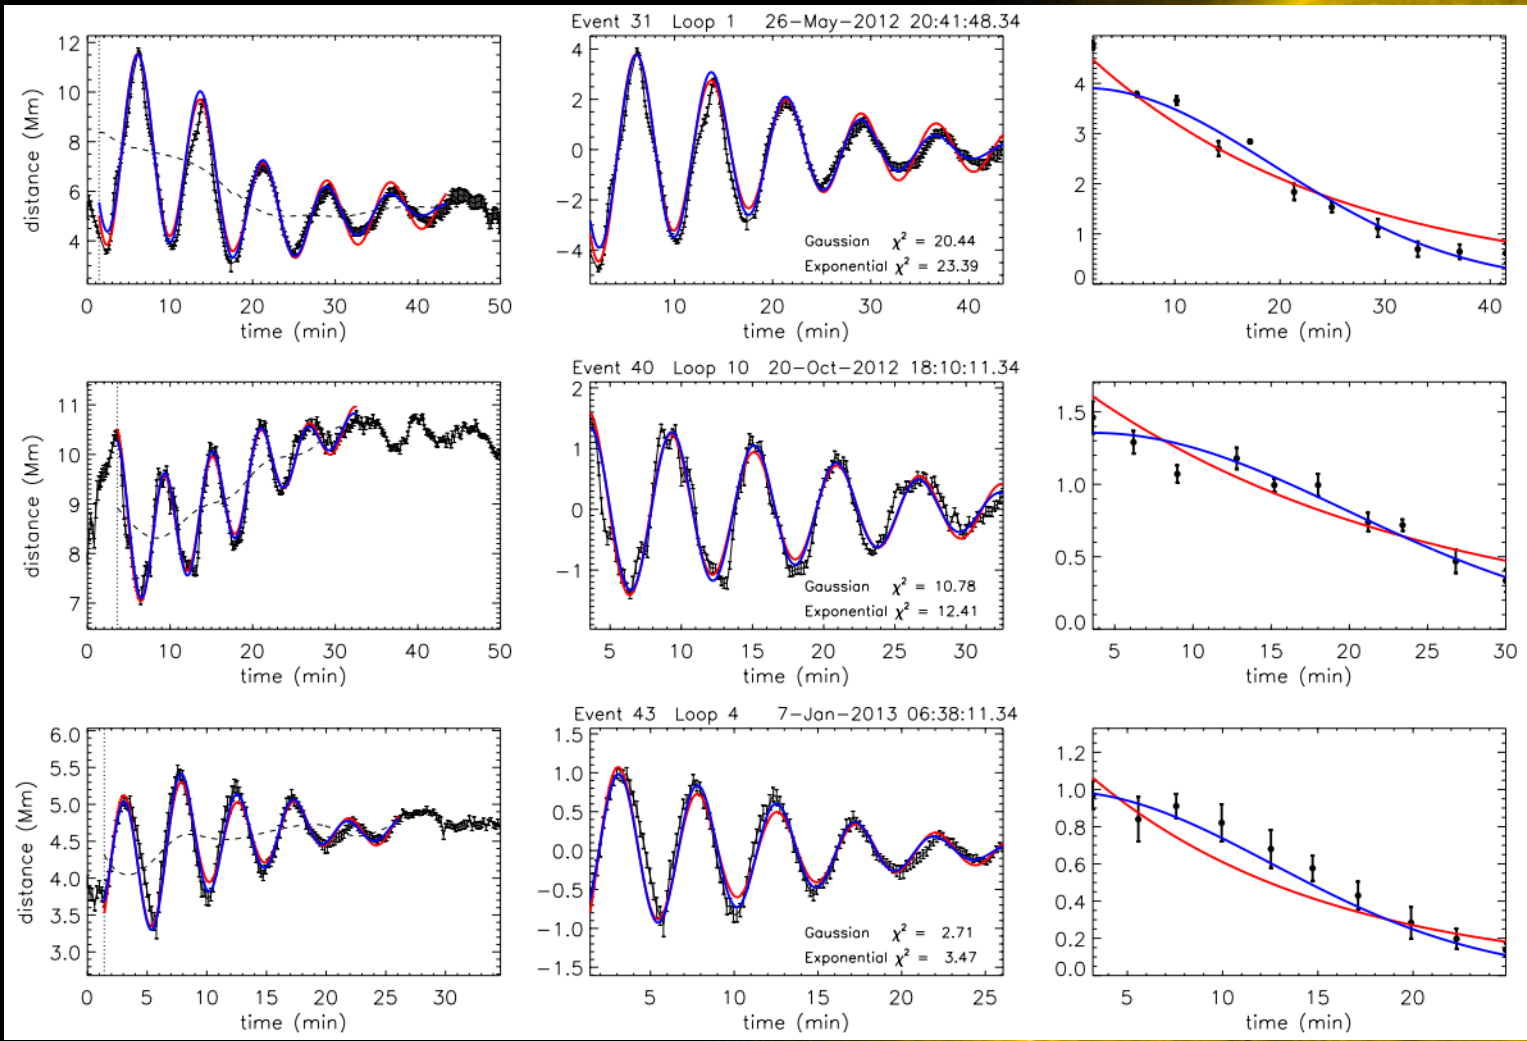 Event 31 Loop 1 26-May-2012 20:41:48.34
distance (Mm)
12
10
8
6
4
0 10 20 30 40 50
time (min)
4
2
0
-2
-4
Gaussian χ² = 20.44
Exponential χ² = 23.39
10 20 30 40
time (min)
4
3
2
1
0
10 20 30 40
time (min)
Event 40 Loop 10 20-Oct-2012 18:10:11.34
distance (Mm)
11
10
9
8
7
0 10 20 30 40 50
time (min)
2
1
0
-1
Gaussian χ² = 10.78
Exponential χ² = 12.41
5 10 15 20 25 30
time (min)
1.5
1.0
0.5
0.0
5 10 15 20 25 30
time (min)
Event 43 Loop 4 7-Jan-2013 06:38:11.34
distance (Mm)
6.0
5.5
5.0
4.5
4.0
3.5
3.0
0 5 10 15 20 25 30
time (min)
1.5
1.0
0.5
0.0
-0.5
-1.0
-1.5
Gaussian χ² = 2.71
Exponential χ² = 3.47
5 10 15 20 25
time (min)
1.2
1.0
0.8
0.6
0.4
0.2
0.0
5 10 15 20
time (min)